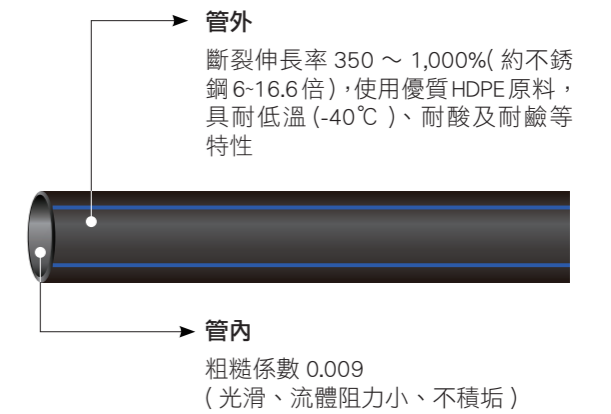 管外
斷裂伸長率 350 ～ 1,000%( 約不銹
鋼 6~16.6 倍 )，使用優質 HDPE 原料，
具耐低溫 (-40℃ )、耐酸及耐鹼等
特性
管內
粗糙係數 0.009
( 光滑、流體阻力小、不積垢 )